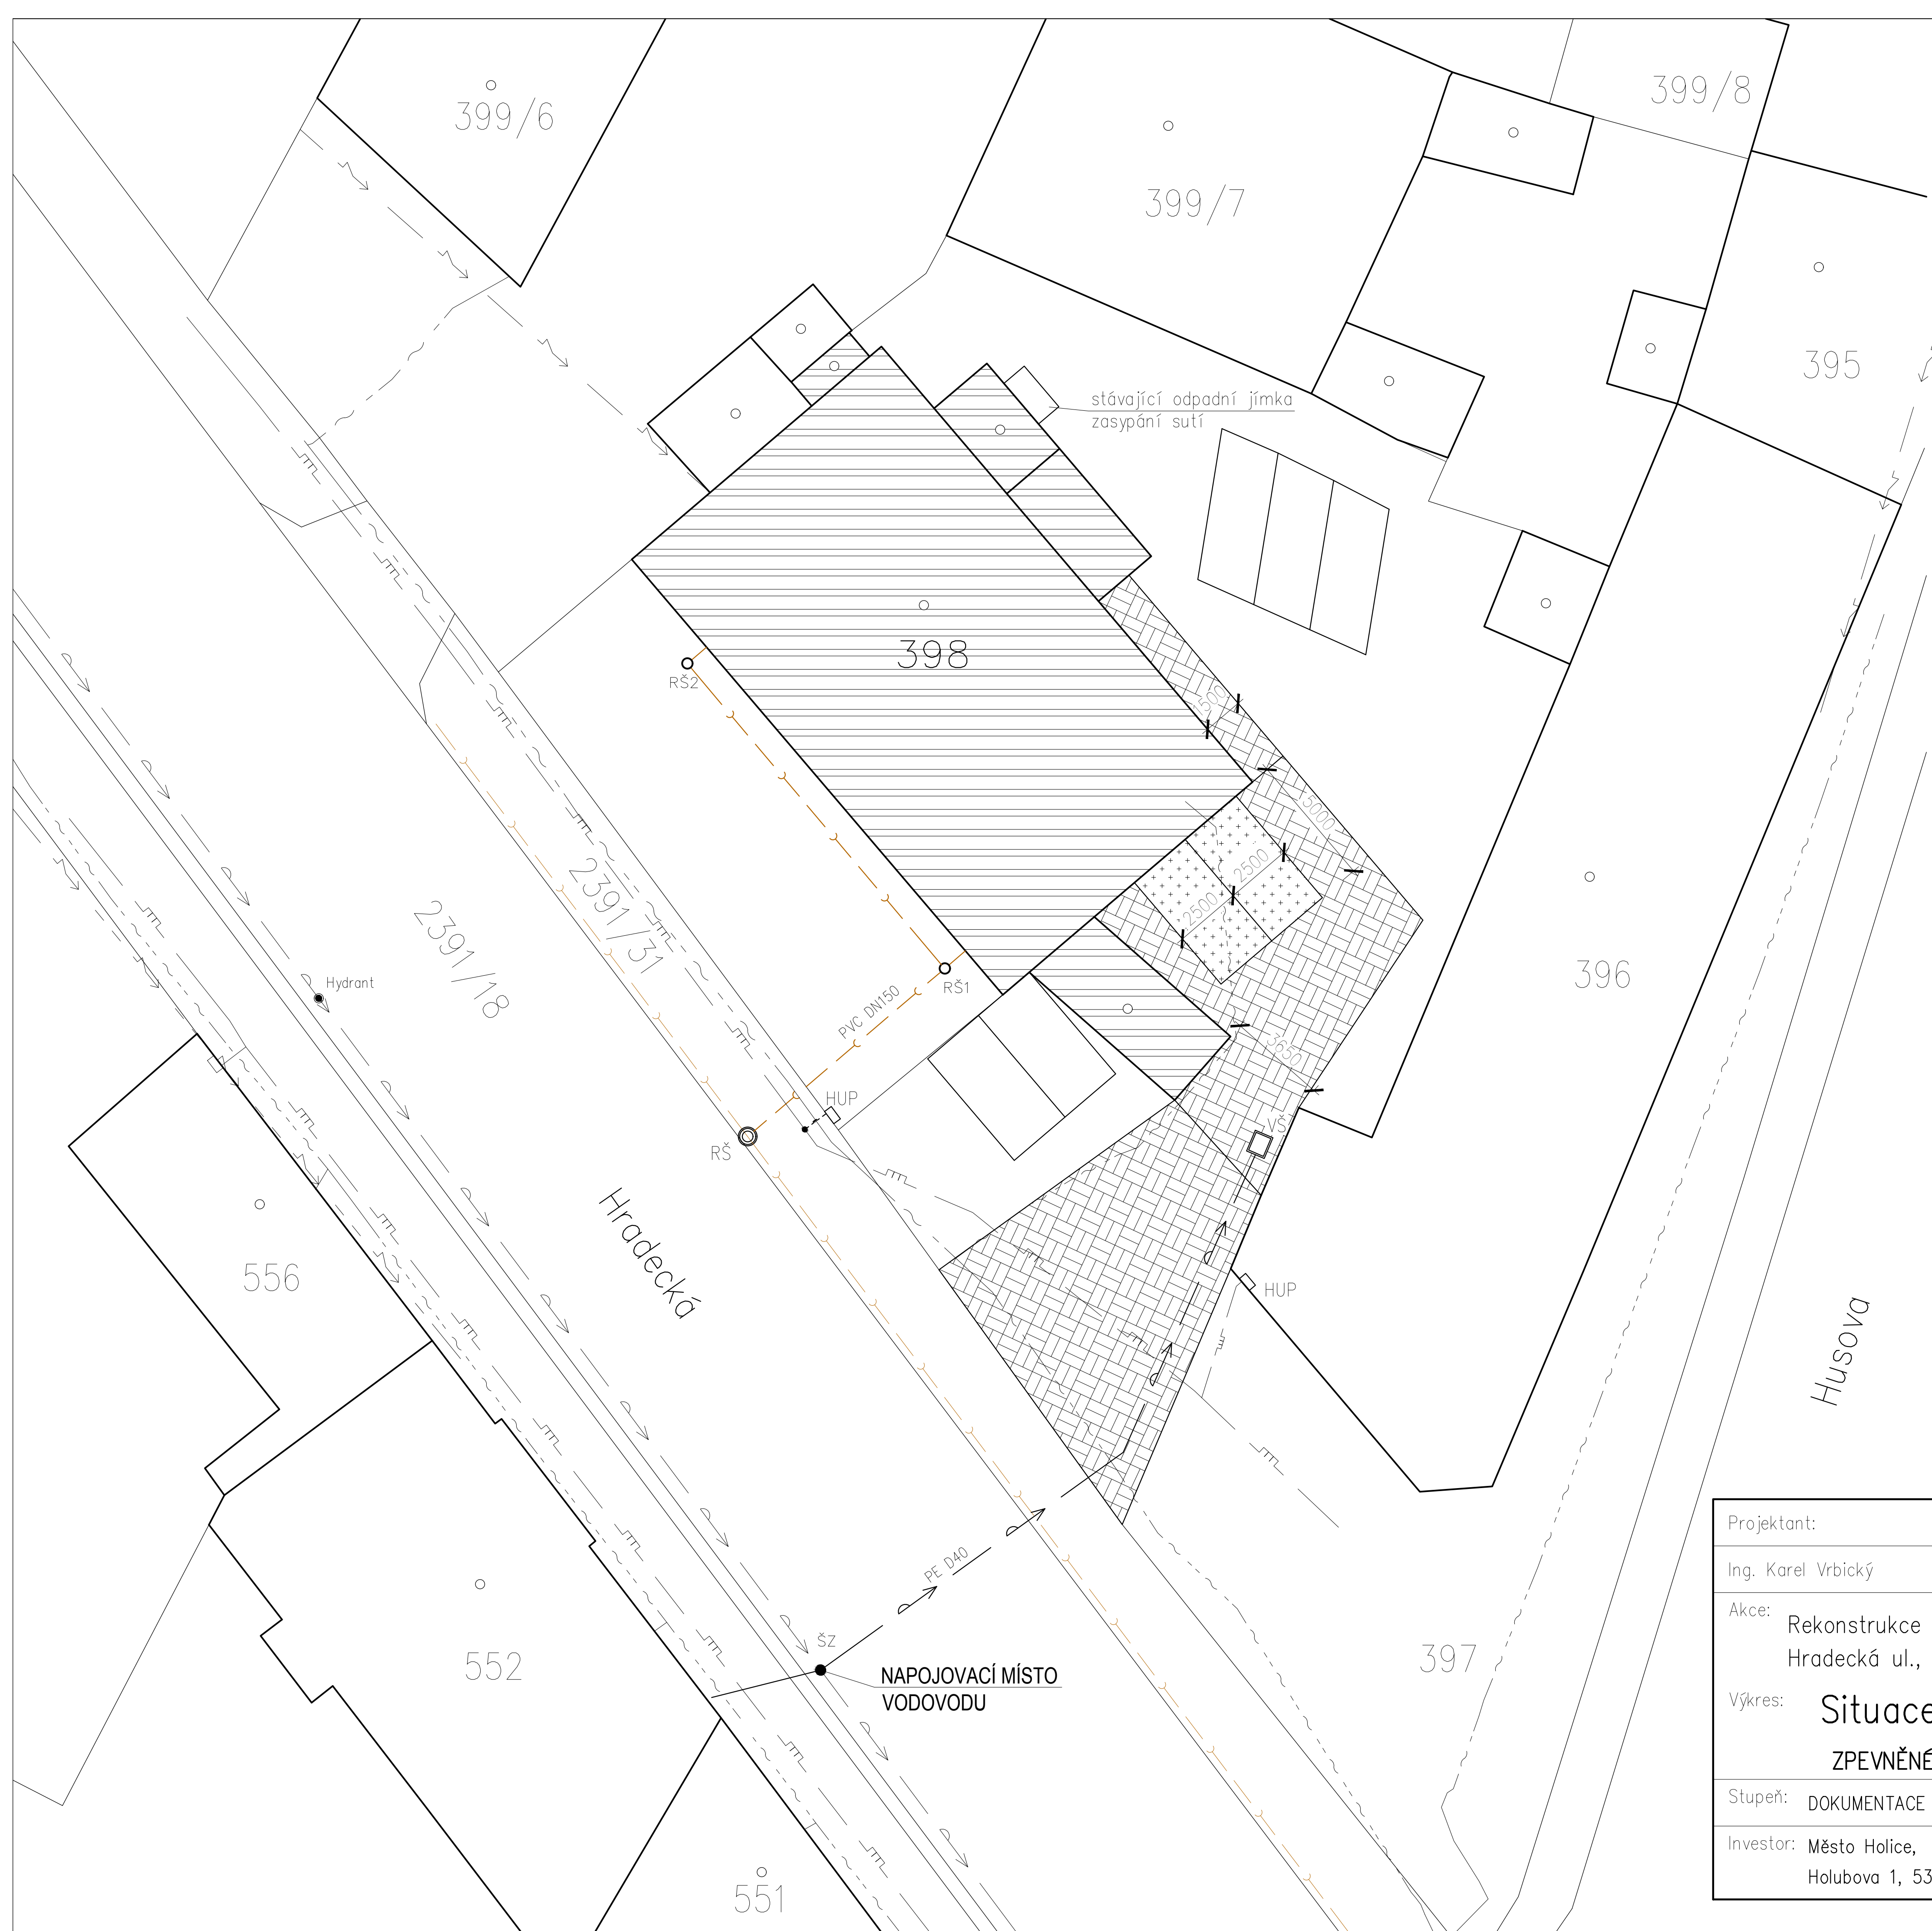 399/6
399/8
399/7
395
stávající odpadní jímka
zasypání sutí
398
RŠ2
1500
5000
2500
2500
396
2391/31
2391/18
Hydrant
RŠ1
PVC DN150
3650
HUP
VŠ
RŠ
Hradecká
556
HUP
Husova
Projektant:
Ing. Karel Vrbický
PE D40
Akce:
Rekonstrukce
Hradecká ul.,
ŠZ
552
397
NAPOJOVACÍ MÍSTO
VODOVODU
Výkres:
Situace
ZPEVNĚNÉ
Stupeň:
DOKUMENTACE
Investor:
Město Holice,
Holubova 1, 53
551